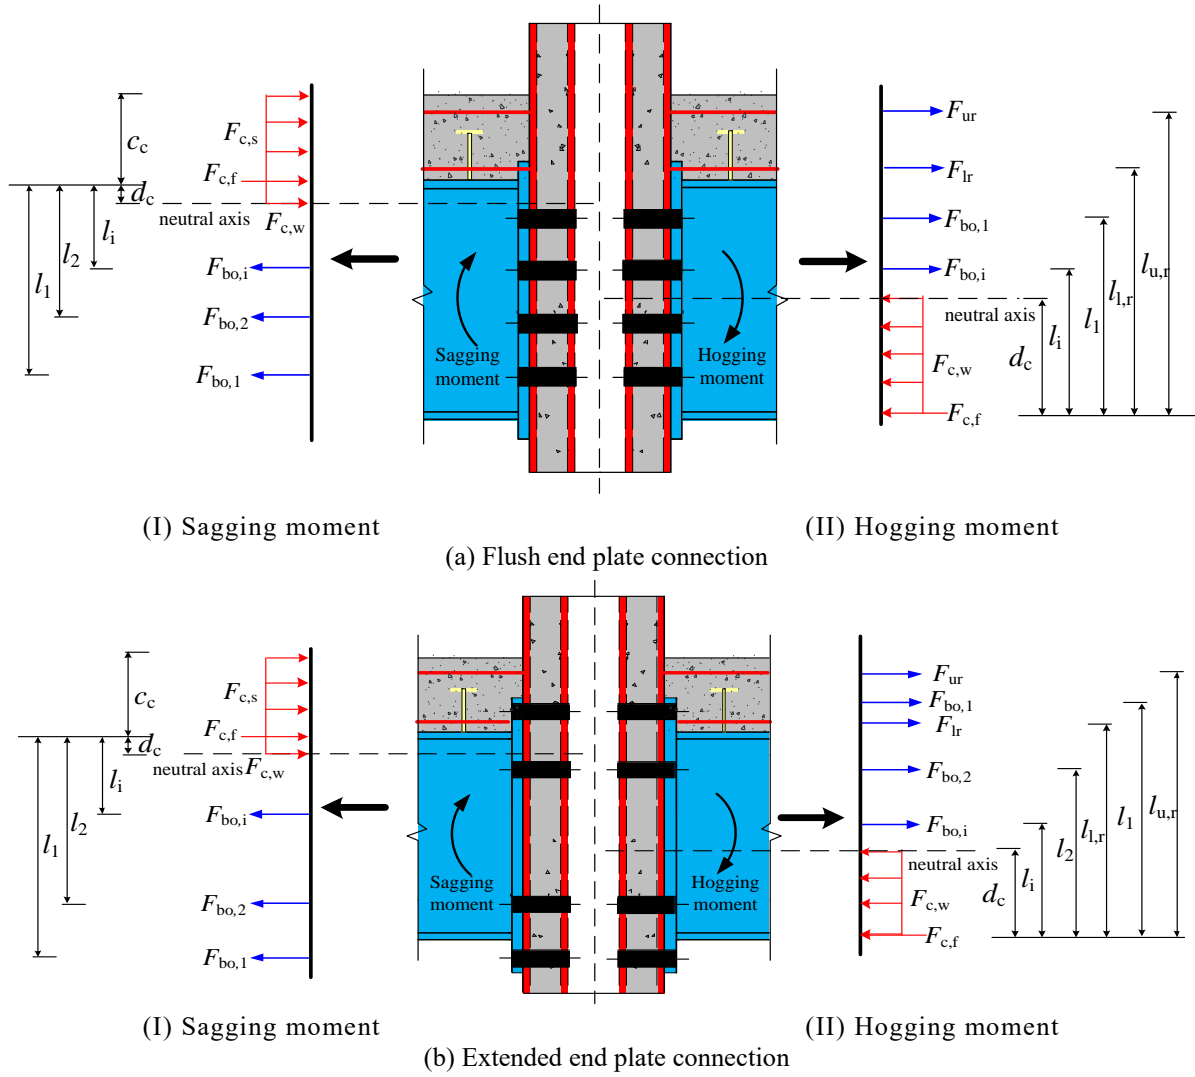 c_c
d_c
l_i
l_2
l_1
F_c,s
F_c,f
neutral axis
F_c,w
F_bo,i
F_bo,2
F_bo,1
Sagging
moment
Hogging
moment
F_ur
F_lr
F_bo,1
F_bo,i
neutral axis
F_c,w
F_c,f
d_c
l_i
l_1
l_l,r
l_u,r
(I) Sagging moment
(II) Hogging moment
(a) Flush end plate connection
c_c
d_c
l_i
l_2
l_1
F_c,s
F_c,f
neutral axis
F_c,w
F_bo,i
F_bo,2
F_bo,1
Sagging
moment
Hogging
moment
F_ur
F_bo,1
F_lr
F_bo,2
F_bo,i
neutral axis
F_c,w
F_c,f
d_c
l_i
l_2
l_l,r
l_1
l_u,r
(I) Sagging moment
(II) Hogging moment
(b) Extended end plate connection